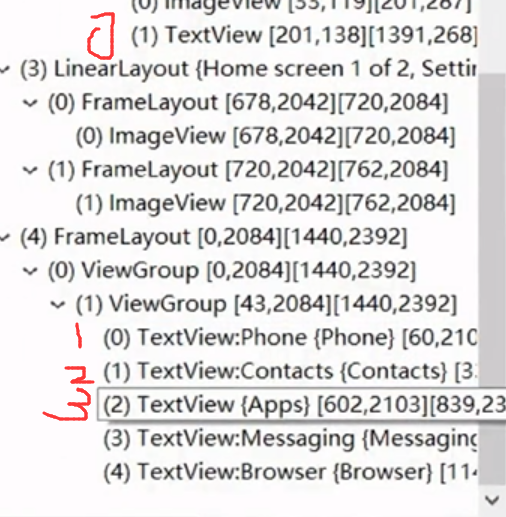 (0) ImageView [33,119][201,287]
0 (1) TextView [201,138][1391,268]
(3) LinearLayout {Home screen 1 of 2, Settin
(0) FrameLayout [678,2042][720,2084]
(0) ImageView [678,2042][720,2084]
(1) FrameLayout [720,2042][762,2084]
(1) ImageView [720,2042][762,2084]
(4) FrameLayout [0,2084][1440,2392]
(0) ViewGroup [0,2084][1440,2392]
(1) ViewGroup [43,2084][1440,2392]
1 (0) TextView:Phone {Phone} [60,210
2 (1) TextView:Contacts {Contacts} [3
3 (2) TextView {Apps} [602,2103][839,23
(3) TextView:Messaging {Messaging
(4) TextView:Browser {Browser} [114